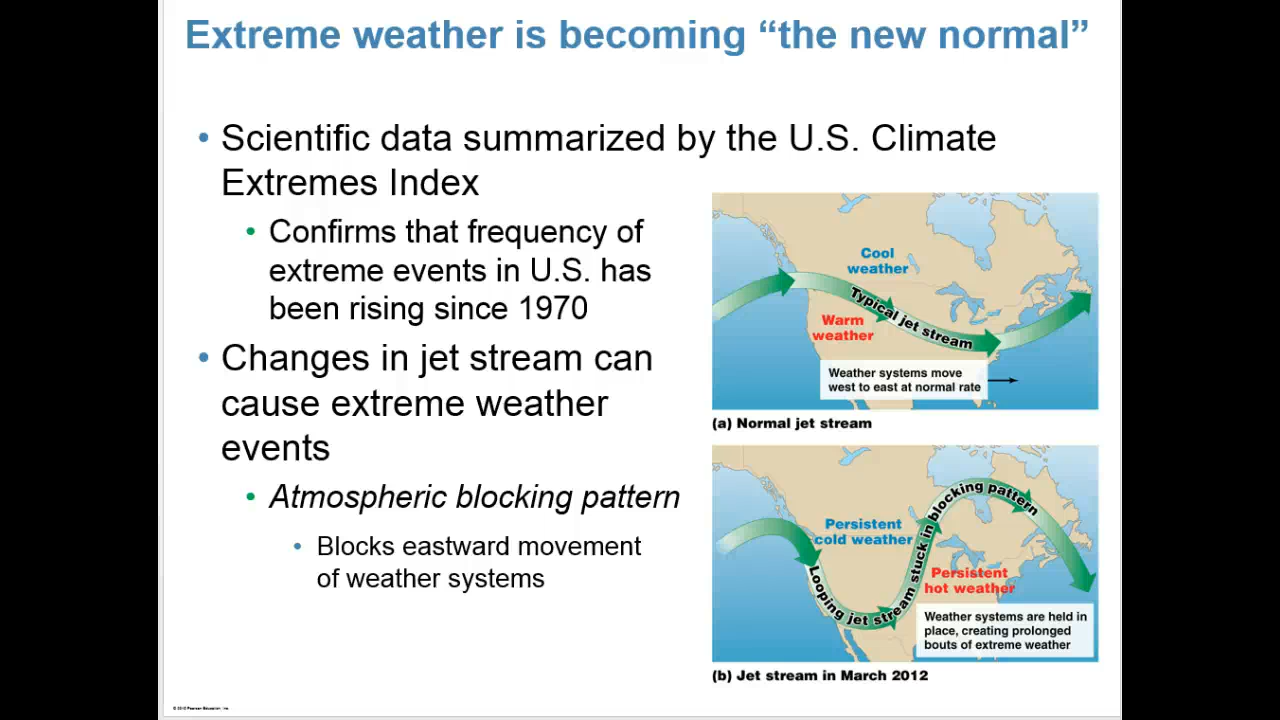 Extreme weather is becoming “the new normal”
• Scientific data summarized by the U.S. Climate
Extremes Index
• Confirms that frequency of
extreme events in U.S. has
been rising since 1970
• Changes in jet stream can
cause extreme weather
events
• Atmospheric blocking pattern
• Blocks eastward movement
of weather systems
Cool
weather
Typical jet stream
Warm
weather
Weather systems move
west to east at normal rate
(a) Normal jet stream
Persistent
cold weather
Looping jet stream stuck in blocking pattern
Persistent
hot weather
Weather systems are held in
place, creating prolonged
bouts of extreme weather
(b) Jet stream in March 2012
Pearson Education, Inc.